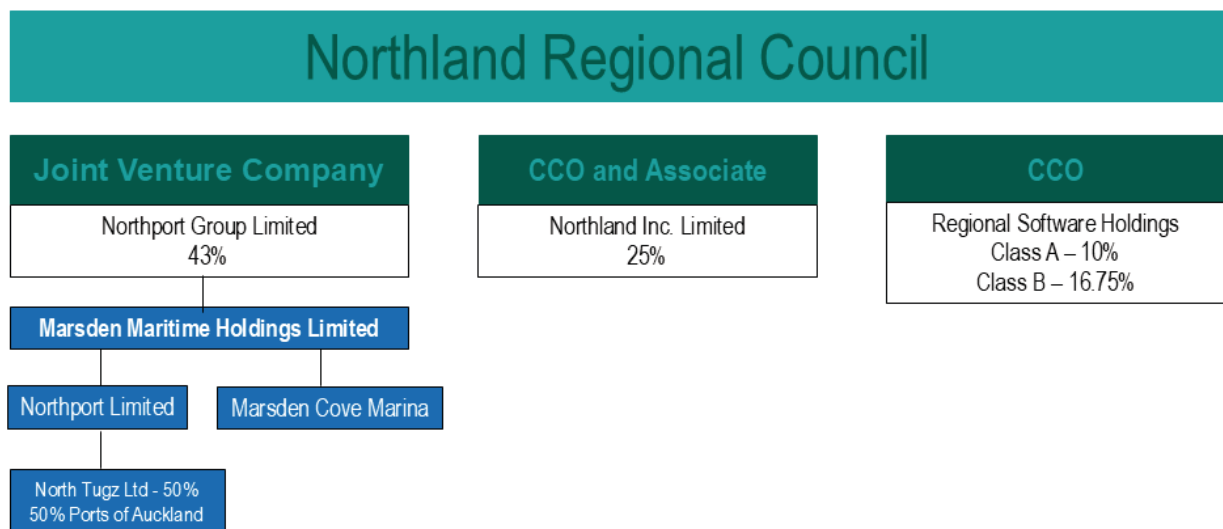 Northland Regional Council
Joint Venture Company
Northport Group Limited
43%
Marsden Maritime Holdings Limited
Northport Limited
Marsden Cove Marina
North Tugz Ltd - 50%
50% Ports of Auckland
CCO and Associate
Northland Inc. Limited
25%
CCO
Regional Software Holdings
Class A – 10%
Class B – 16.75%